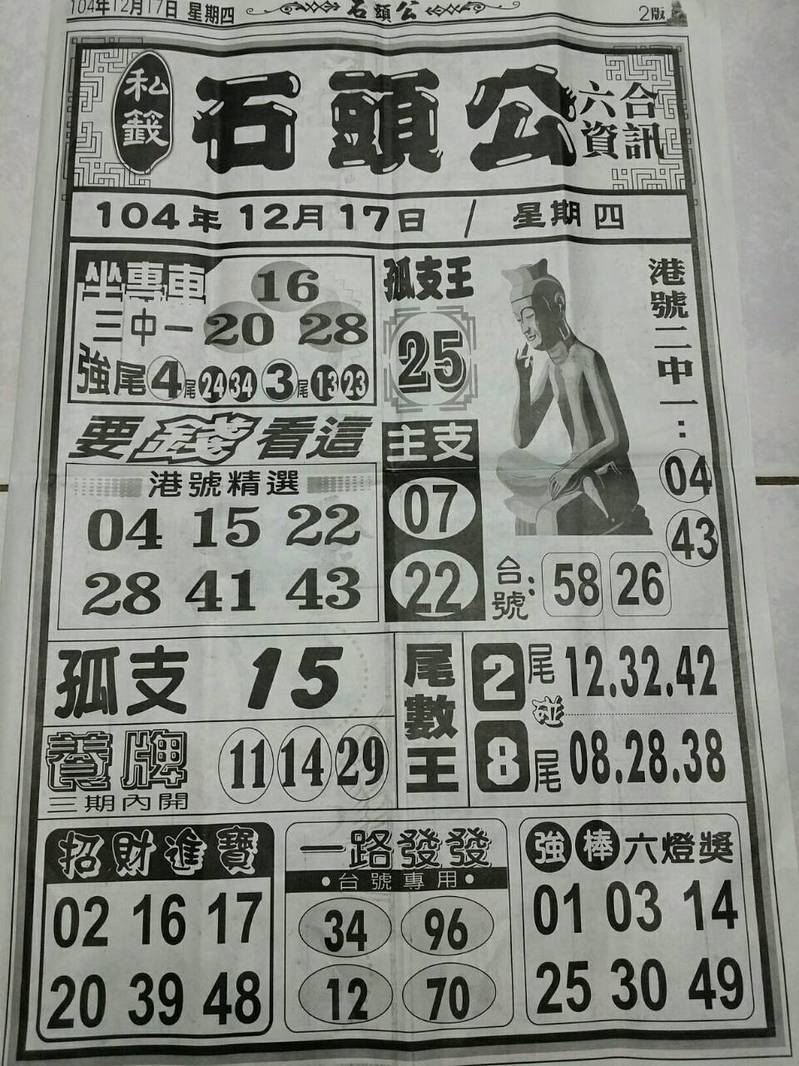 104年12月17日 星期四
石頭公
2版
私籤
石頭公
六合
資訊
104年12月17日 / 星期四
坐專車
三中一
16
20 28
強尾 4尾 24 34 3尾 13 23
孤支王
25
港號二中一：
04
43
要錢看這
港號精選
04 15 22
28 41 43
主支
07
22
台號:
58 26
孤支 15
養牌
三期內開
11 14 29
尾數王
2尾 12.32.42
8尾 08.28.38
招財進寶
02 16 17
20 39 48
一路發發
•台號專用•
34 96
12 70
強棒六燈獎
01 03 14
25 30 49